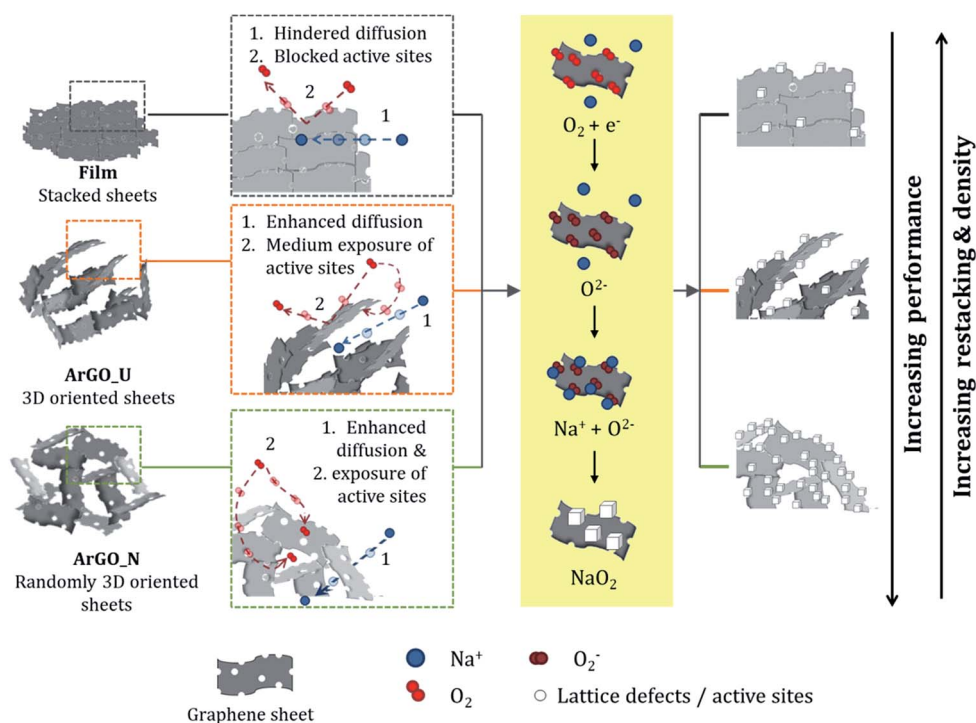 1. Hindered diffusion
2. Blocked active sites
2
1
Film
Stacked sheets
1. Enhanced diffusion
2. Medium exposure of
active sites
2
1
ArGO_U
3D oriented sheets
1. Enhanced
diffusion &
2. exposure of
active sites
2
1
ArGO_N
Randomly 3D oriented
sheets
O₂ + e⁻
O²⁻
Na⁺ + O²⁻
NaO₂
Increasing performance
Increasing restacking & density
Graphene sheet
Na⁺
O₂⁻
O₂
Lattice defects / active sites